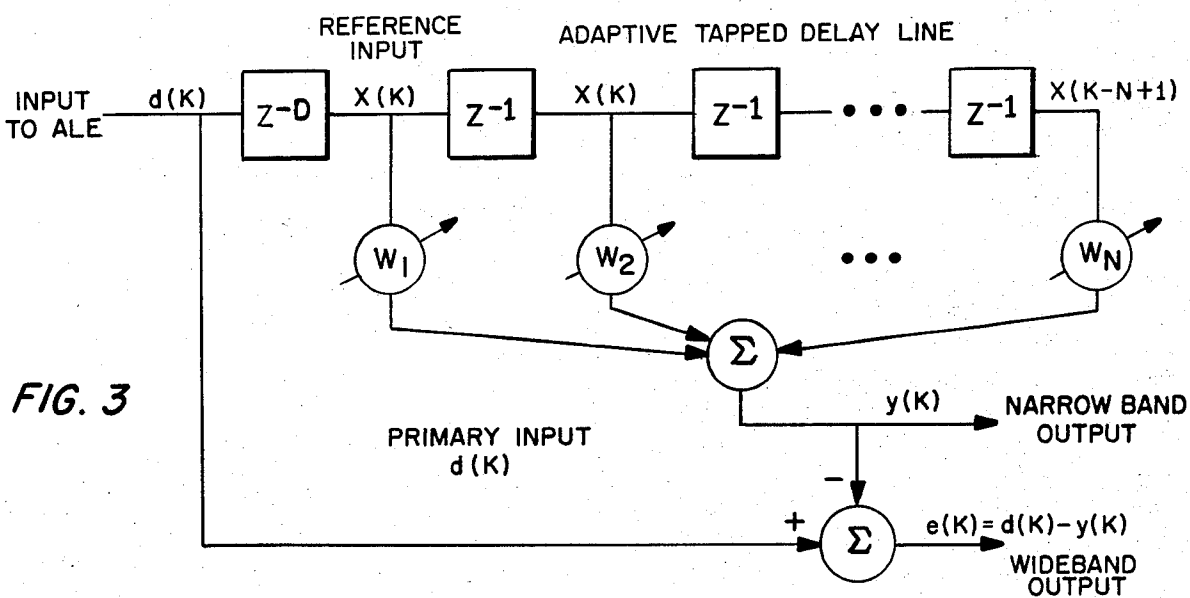 REFERENCE
INPUT
ADAPTIVE TAPPED DELAY LINE
INPUT
TO ALE
d(K)
Z-D
X(K)
Z-1
X(K)
Z-1
•••
Z-1
X(K-N+1)
W1
W2
•••
WN
Σ
FIG. 3
PRIMARY INPUT
d(K)
y(K)
NARROW BAND
OUTPUT
−
+
Σ
e(K)=d(K)−y(K)
WIDEBAND
OUTPUT